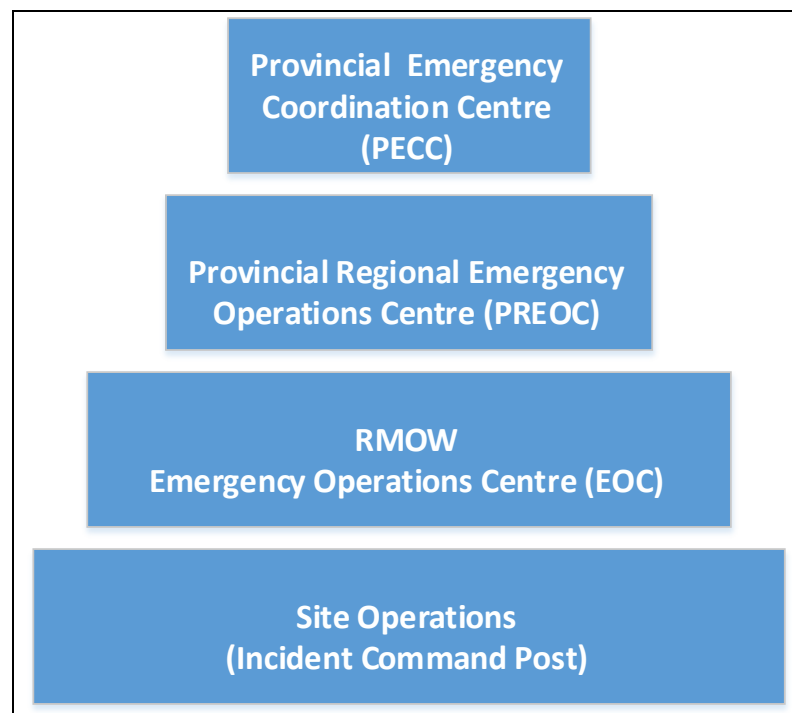 Provincial Emergency
Coordination Centre
(PECC)
Provincial Regional Emergency
Operations Centre (PREOC)
RMOW
Emergency Operations Centre (EOC)
Site Operations
(Incident Command Post)